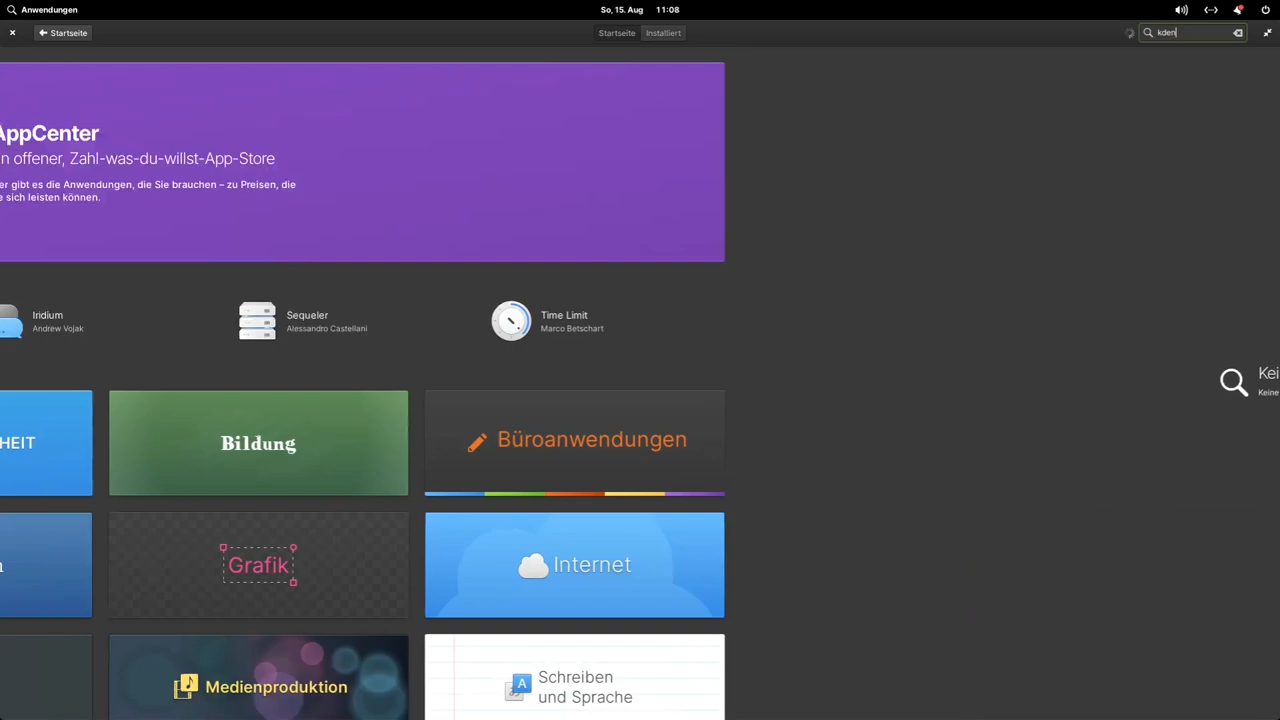 Anwendungen
So, 15. Aug 11:08
Startseite
Startseite Installiert
kden
AppCenter
n offener, Zahl-was-du-willst-App-Store
er gibt es die Anwendungen, die Sie brauchen – zu Preisen, die
e sich leisten können.
Iridium
Andrew Vojak
Sequeler
Alessandro Castellani
Time Limit
Marco Betschart
Kei
Keine
HEIT
Bildung
Büroanwendungen
n
Grafik
Internet
Medienproduktion
A
Schreiben
und Sprache